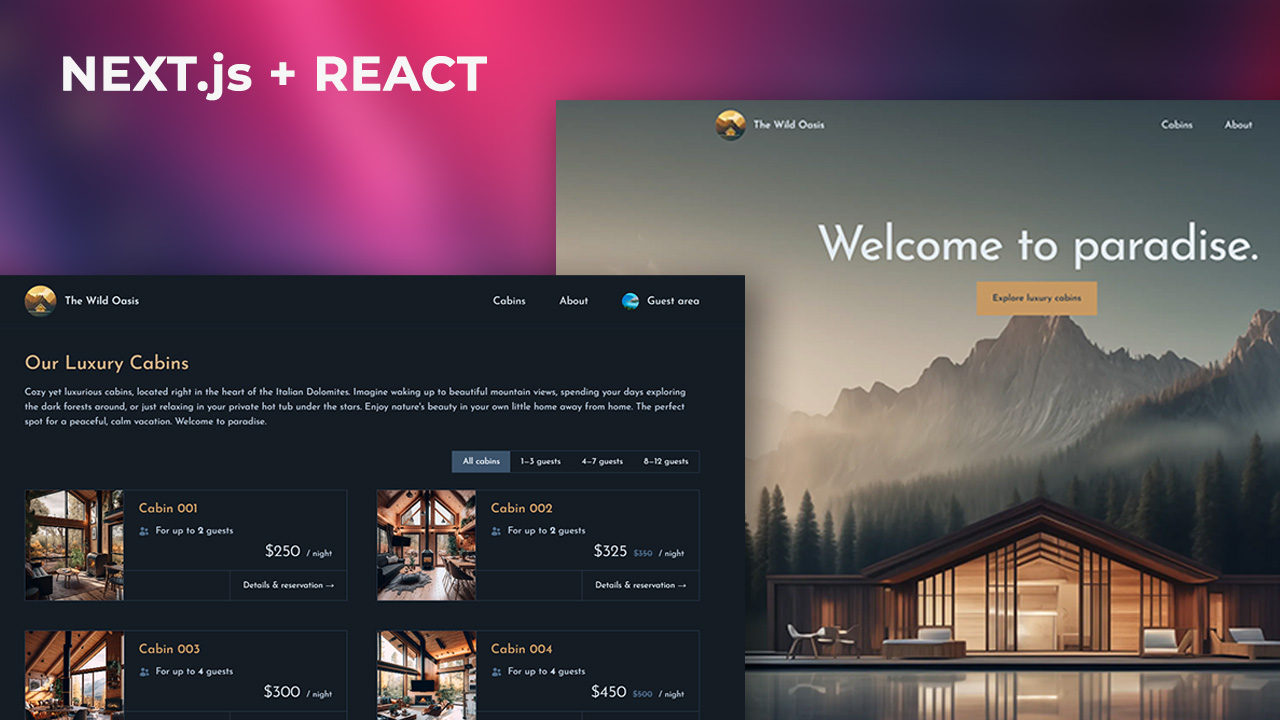 NEXT.js + REACT
The Wild Oasis
Cabins
About
Welcome to paradise.
Explore luxury cabins
The Wild Oasis
Cabins
About
Guest area
Our Luxury Cabins
Cozy yet luxurious cabins, located right in the heart of the Italian Dolomites. Imagine waking up to beautiful mountain views, spending your days exploring
the dark forests around, or just relaxing in your private hot tub under the stars. Enjoy nature's beauty in your own little home away from home. The perfect
spot for a peaceful, calm vacation. Welcome to paradise.
All cabins
1—3 guests
4—7 guests
8—12 guests
Cabin 001
For up to 2 guests
$250 / night
Details & reservation →
Cabin 002
For up to 2 guests
$325 $350 / night
Details & reservation →
Cabin 003
For up to 4 guests
$300 / night
Cabin 004
For up to 4 guests
$450 $500 / night